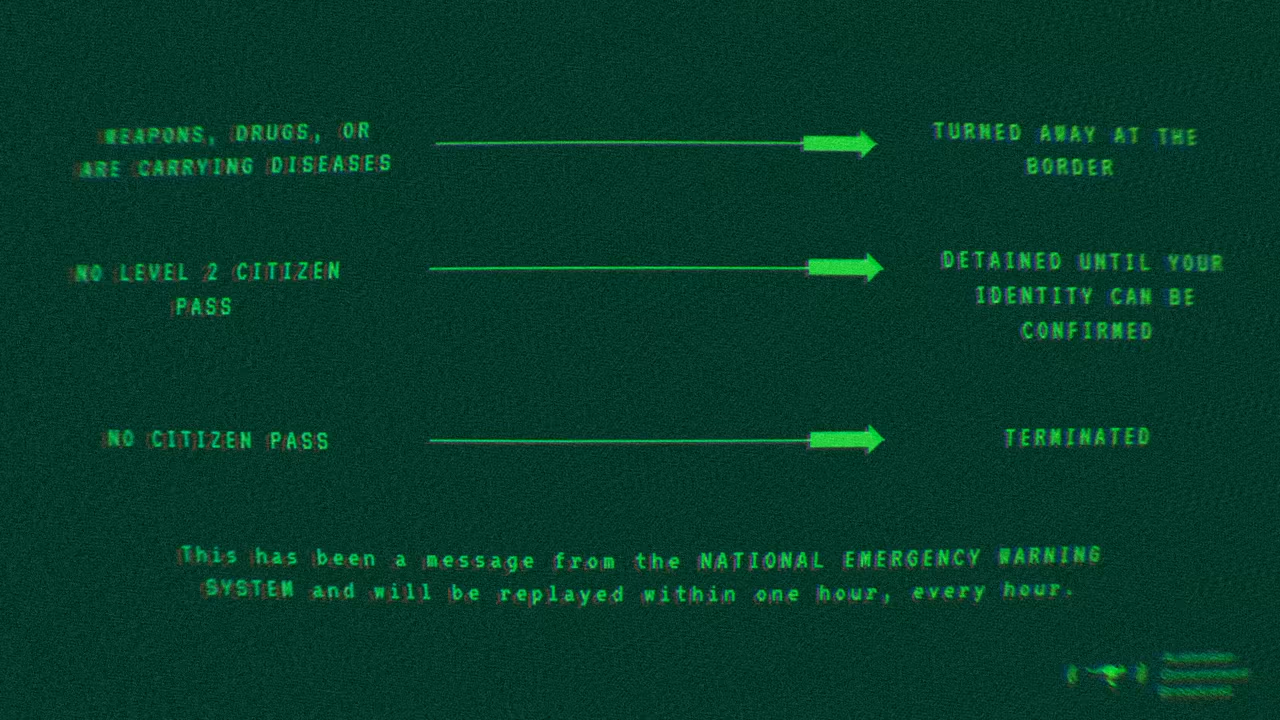 WEAPONS, DRUGS, OR
ARE CARRYING DISEASES
TURNED AWAY AT THE
BORDER
NO LEVEL 2 CITIZEN
PASS
DETAINED UNTIL YOUR
IDENTITY CAN BE
CONFIRMED
NO CITIZEN PASS
TERMINATED
This has been a message from the NATIONAL EMERGENCY WARNING
SYSTEM and will be replayed within one hour, every hour.